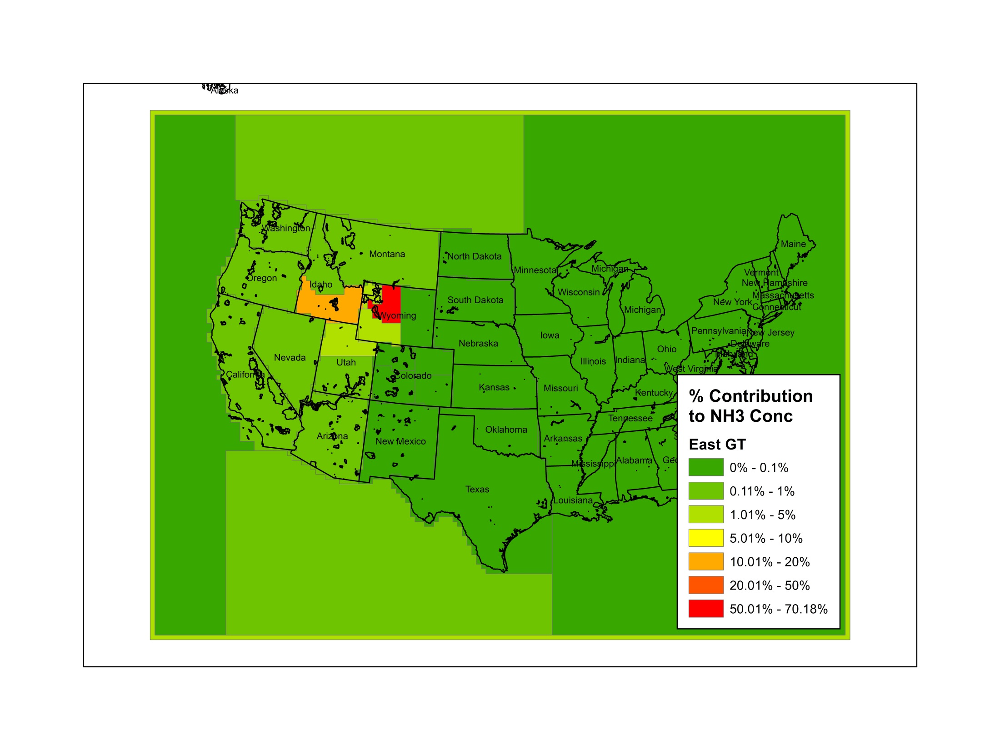 Alaska
Washington
Montana
Maine
North Dakota
Minnesota
Michigan
Vermont
Oregon
Idaho
New Hampshire
Wisconsin
Massachusetts
South Dakota
New York
Connecticut
Michigan
Wyoming
Pennsylvania
New Jersey
Iowa
Nebraska
Delaware
Ohio
Maryland
Nevada
Utah
Illinois
Indiana
West Virginia
California
Colorado
Kansas
Missouri
Kentucky
Tennessee
Oklahoma
Arizona
New Mexico
Arkansas
Mississippi
Alabama
Texas
Louisiana
% Contribution
to NH3 Conc
East GT
0% - 0.1%
0.11% - 1%
1.01% - 5%
5.01% - 10%
10.01% - 20%
20.01% - 50%
50.01% - 70.18%